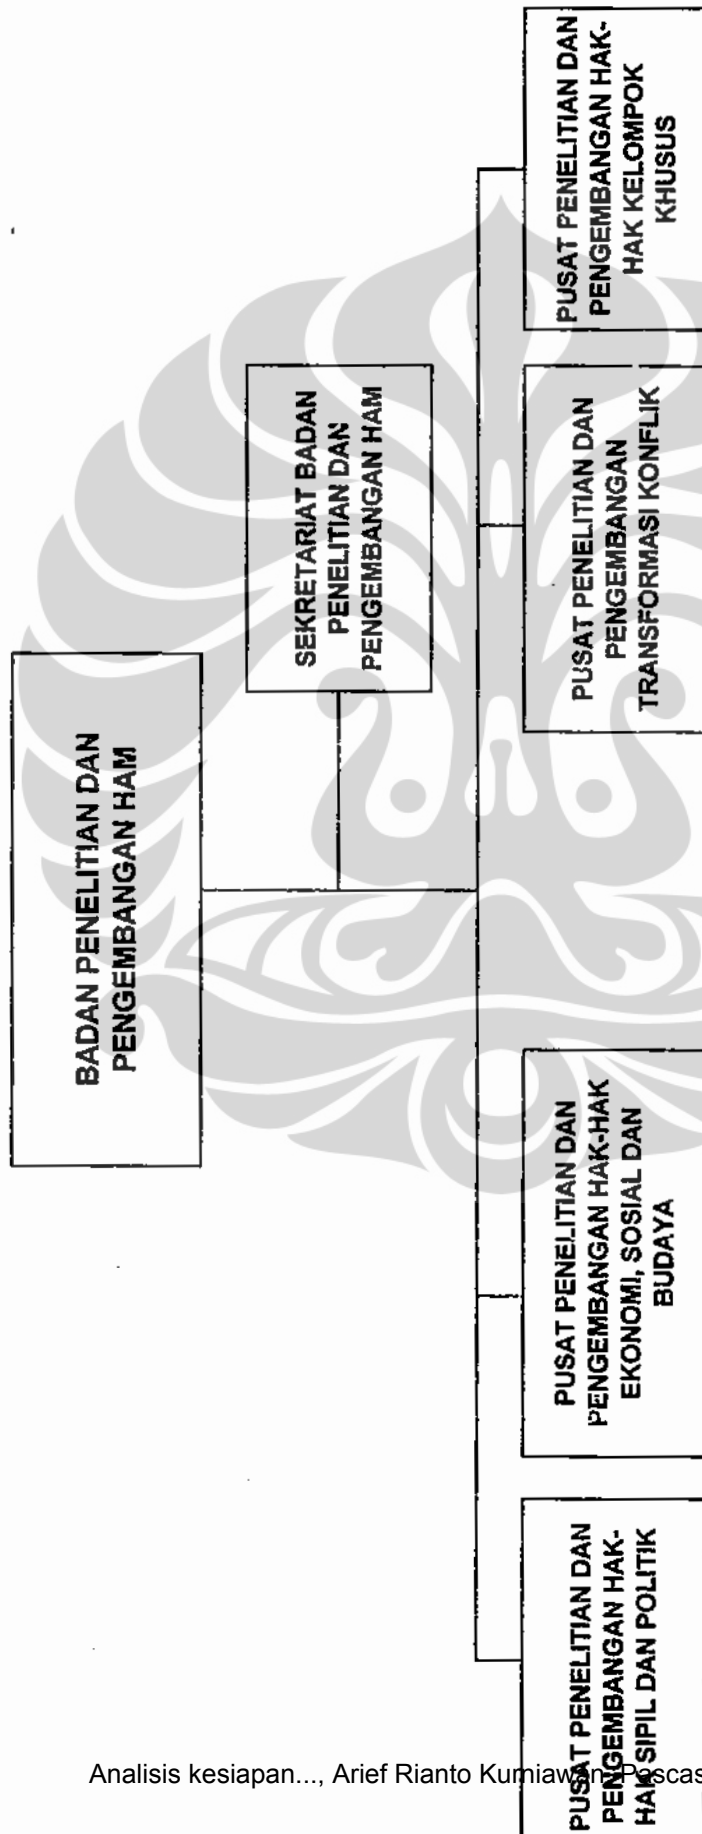 BADAN PENELITIAN DAN
PENGEMBANGAN HAM
SEKRETARIAT BADAN
PENELITIAN DAN
PENGEMBANGAN HAM
PUSAT PENELITIAN DAN
PENGEMBANGAN HAK-
HAK SIPIL DAN POLITIK
PUSAT PENELITIAN DAN
PENGEMBANGAN HAK-HAK
EKONOMI, SOSIAL DAN
BUDAYA
PUSAT PENELITIAN DAN
PENGEMBANGAN
TRANSFORMASI KONFLIK
PUSAT PENELITIAN DAN
PENGEMBANGAN HAK-
HAK KELOMPOK
KHUSUS
Analisis kesiapan..., Arief Rianto Kurniawan, Pascas